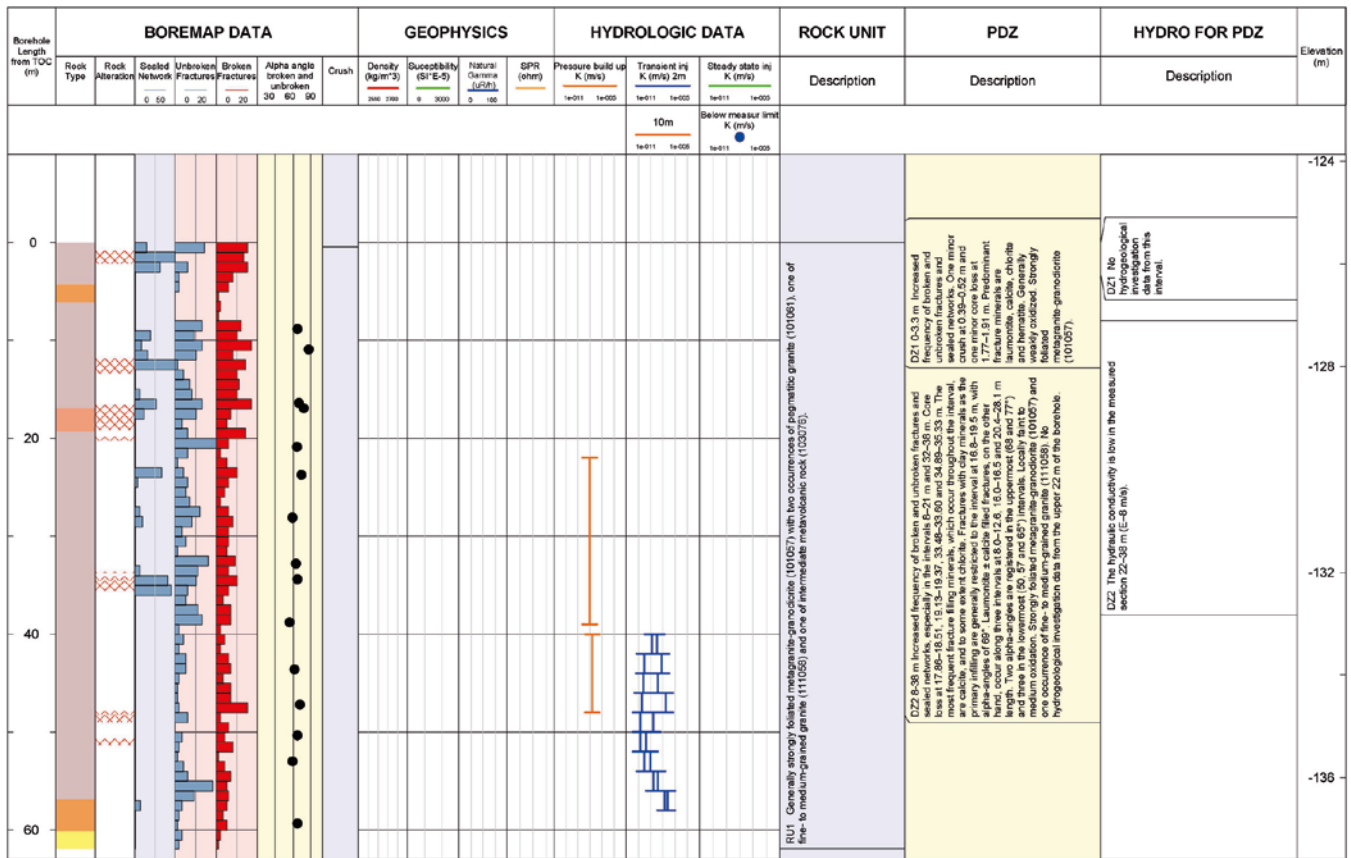 BOREMAP DATA
GEOPHYSICS
HYDROLOGIC DATA
ROCK UNIT
PDZ
HYDRO FOR PDZ
Borehole
Length
from TOC
(m)
Rock
Type
Rock
Alteration
Sealed
Network
0 50
Unbroken
Fractures
0 20
Broken
Fractures
0 20
Alpha angle
broken and
unbroken
30 60 90
Crush
Density
(kg/m^3)
Suceptibility
(SI*E-5)
0 3000
Natural
Gamma
(uR/h)
0 100
SPR
(ohm)
Pressure build up
K (m/s)
1e-011 1e-005
Transient inj
K (m/s) 2m
1e-011 1e-005
Steady state inj
K (m/s)
1e-011 1e-005
Description
Description
Description
Elevation
(m)
10m
1e-011 1e-005
Below measur limit
K (m/s)
1e-011 1e-005
0
20
40
60
RU1 Generally strongly foliated metagranite-granodiorite (101057) with two occurrences of pegmatitic granite (101061), one of
fine- to medium-grained granite (111058) and one of intermediate metavolcanic rock (103076).
DZ1 0-3.3 m Increased
frequency of broken and
unbroken fractures and
sealed networks. One minor
crush at 0.39–0.52 m and
one minor core loss at
1.77–1.91 m. Predominant
fracture minerals are
laumontite, calcite, chlorite
and hematite. Generally
weakly oxidized. Strongly
foliated
metagranite-granodiorite
(101057).
DZ2 8-38 m Increased frequency of broken and unbroken fractures and
sealed networks, especially in the intervals 8–21 m and 32–38 m. Core
loss at 17.86–18.51, 19.13–19.37, 33.48–33.60 and 34.89–35.33 m. The
most frequent fracture filling minerals, which occur throughout the interval,
are calcite, and to some extent chlorite. Fractures with clay minerals as the
primary infilling are generally restricted to the interval at 16.8–19.5 m, with
alpha-angles of 69°. Laumontite ± calcite filled fractures, on the other
hand, occur along three intervals at 8.0–12.6, 16.0–16.5 and 20.4–28.1 m
length. Two alpha-angles are registered in the uppermost (68 and 77°)
and three in the lowermost (50, 57 and 65°) intervals. Locally faint to
medium oxidation. Strongly foliated metagranite-granodiorite (101057) and
one occurrence of fine- to medium-grained granite (111058). No
hydrogeological investigation data from the upper 22 m of the borehole.
DZ1 No
hydrogeological
investigation
data from this
interval.
DZ2 The hydraulic conductivity is low in the measured
section 22-38 m (E–8 m/s).
-124
-128
-132
-136